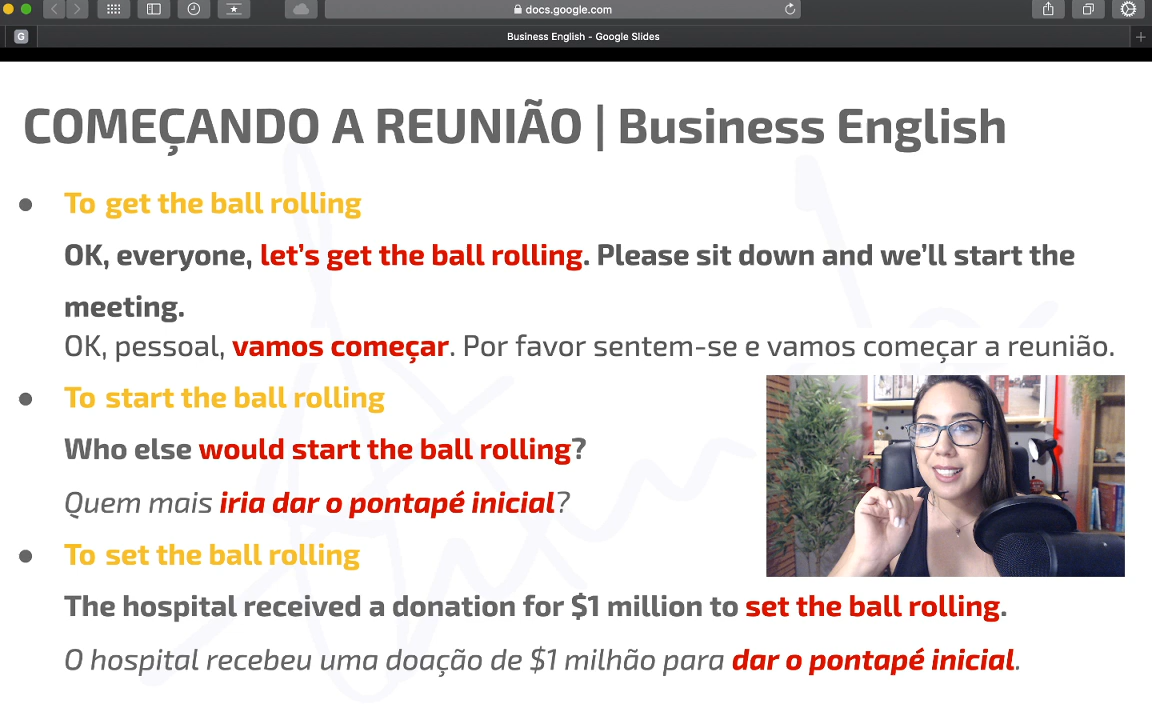 docs.google.com
G
Business English - Google Slides
COMEÇANDO A REUNIÃO | Business English
To get the ball rolling
OK, everyone, let's get the ball rolling. Please sit down and we'll start the
meeting.
OK, pessoal, vamos começar. Por favor sentem-se e vamos começar a reunião.
To start the ball rolling
Who else would start the ball rolling?
Quem mais iria dar o pontapé inicial?
To set the ball rolling
The hospital received a donation for $1 million to set the ball rolling.
O hospital recebeu uma doação de $1 milhão para dar o pontapé inicial.